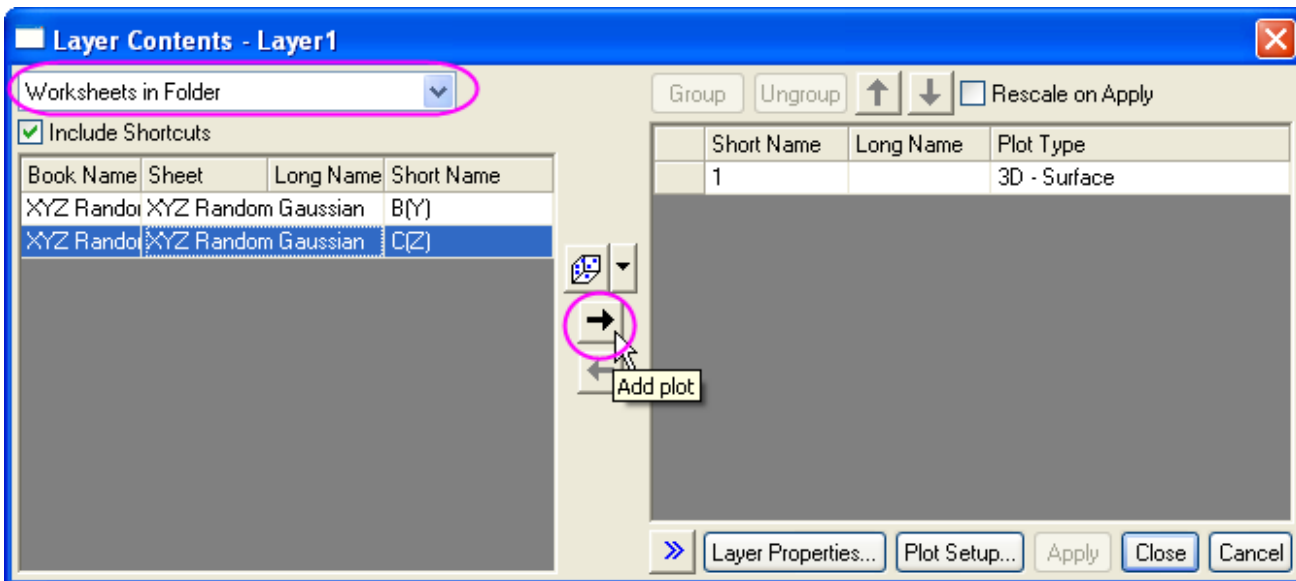 Layer Contents - Layer1
Worksheets in Folder
Include Shortcuts
Book Name Sheet Long Name Short Name
XYZ Rando XYZ Random Gaussian B(Y)
XYZ Rando XYZ Random Gaussian C(Z)
Add plot
Group Ungroup Rescale on Apply
Short Name Long Name Plot Type
1 3D - Surface
Layer Properties... Plot Setup... Apply Close Cancel